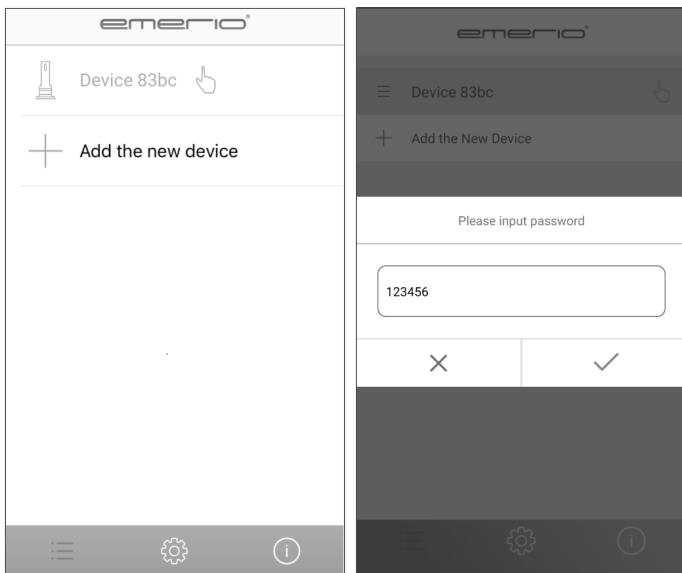 emerio®
Device 83bc
Add the new device
emerio®
Device 83bc
Add the New Device
Please input password
123456